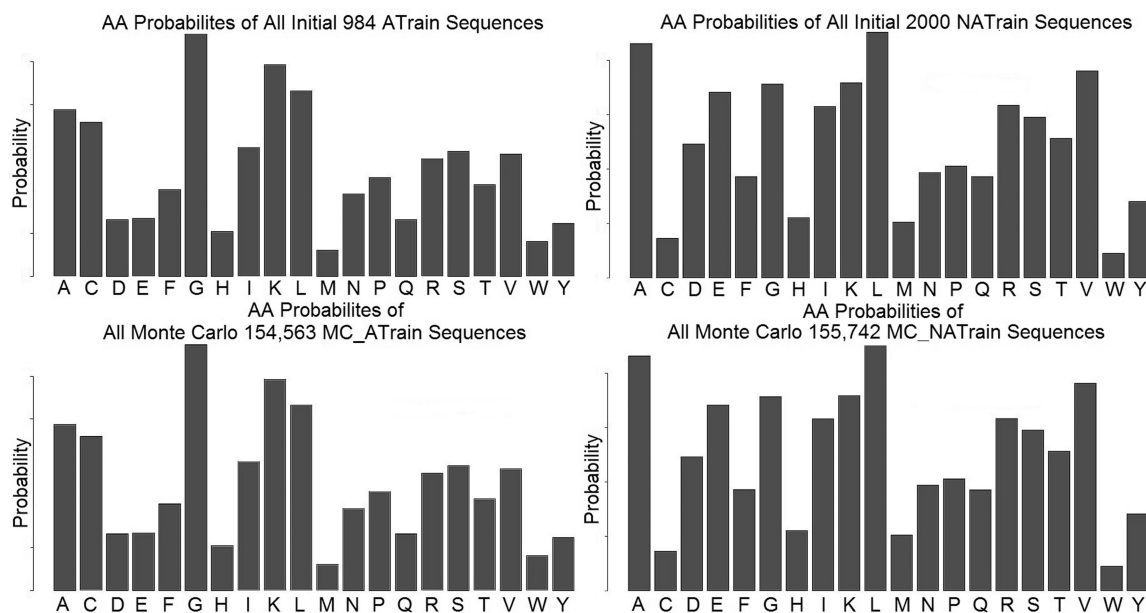 AA Probabilites of All Initial 984 ATrain Sequences
Probability
A C D E F G H I K L M N P Q R S T V W Y
AA Probabilities of All Initial 2000 NATrain Sequences
Probability
A C D E F G H I K L M N P Q R S T V W Y
AA Probabilites of
All Monte Carlo 154,563 MC_ATrain Sequences
Probability
A C D E F G H I K L M N P Q R S T V W Y
AA Probabilities of
All Monte Carlo 155,742 MC_NATrain Sequences
Probability
A C D E F G H I K L M N P Q R S T V W Y